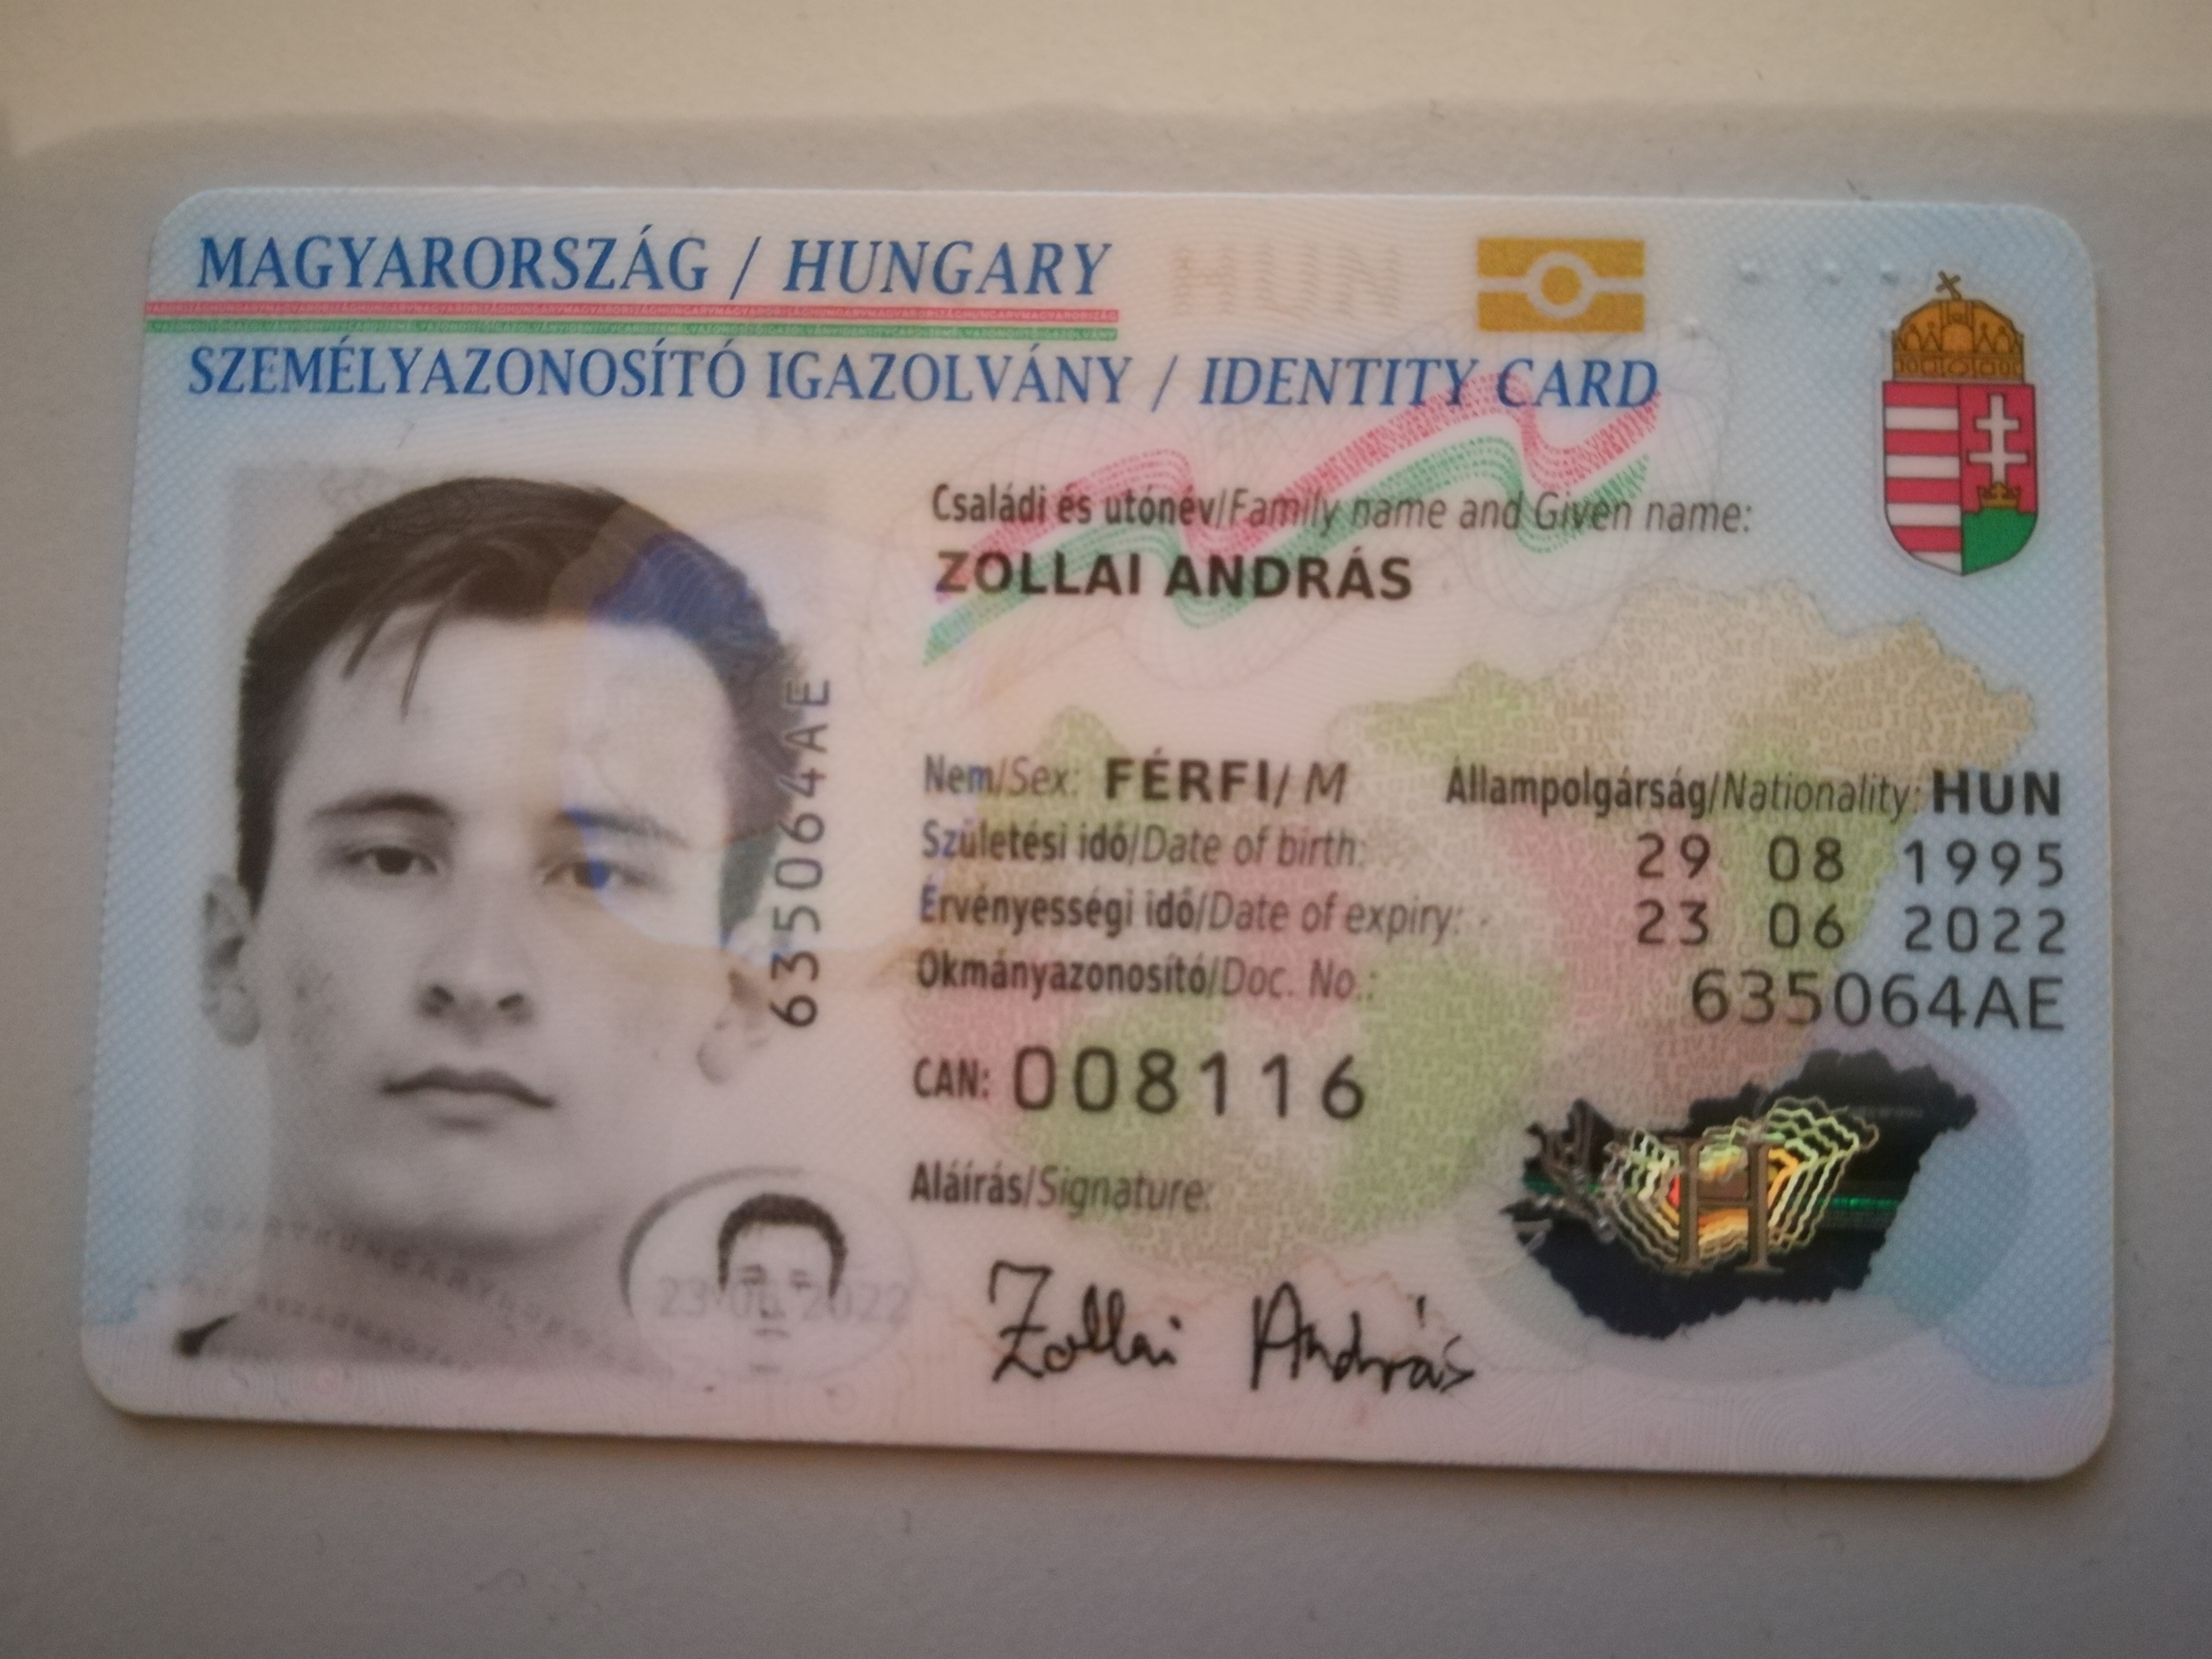 MAGYARORSZÁG / HUNGARY
HUN
SZEMÉLYAZONOSÍTÓ IGAZOLVÁNY / IDENTITY CARD
Családi és utónév/Family name and Given name:
ZOLLAI ANDRÁS
Nem/Sex: FÉRFI/ M Állampolgárság/Nationality: HUN
Születési idő/Date of birth: 29 08 1995
Érvényességi idő/Date of expiry: 23 06 2022
Okmányazonosító/Doc. No.: 635064AE
635064AE
CAN: 008116
Aláírás/Signature:
Zollai András
23 06 2022
H